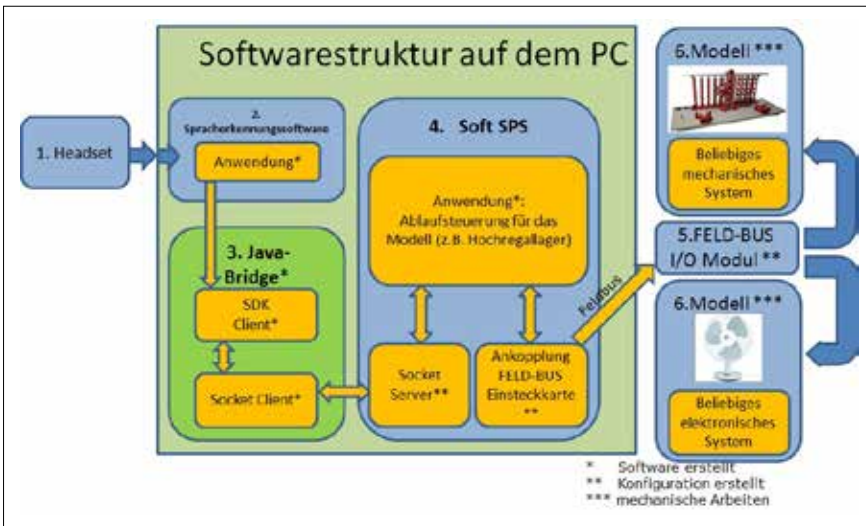 Softwarestruktur auf dem PC
1. Headset
2.
Spracherkennungssoftware
Anwendung*
3. Java-
Bridge*
SDK
Client*
Socket Client*
4. Soft SPS
Anwendung*:
Ablaufsteuerung für das
Modell (z.B. Hochregallager)
Socket
Server**
Ankopplung
FELD-BUS
Einsteckkarte
**
Feldbus
6.Modell ***
Beliebiges
mechanisches
System
5.FELD-BUS
I/O Modul **
6.Modell ***
Beliebiges
elektronisches
System
* Software erstellt
** Konfiguration erstellt
*** mechanische Arbeiten